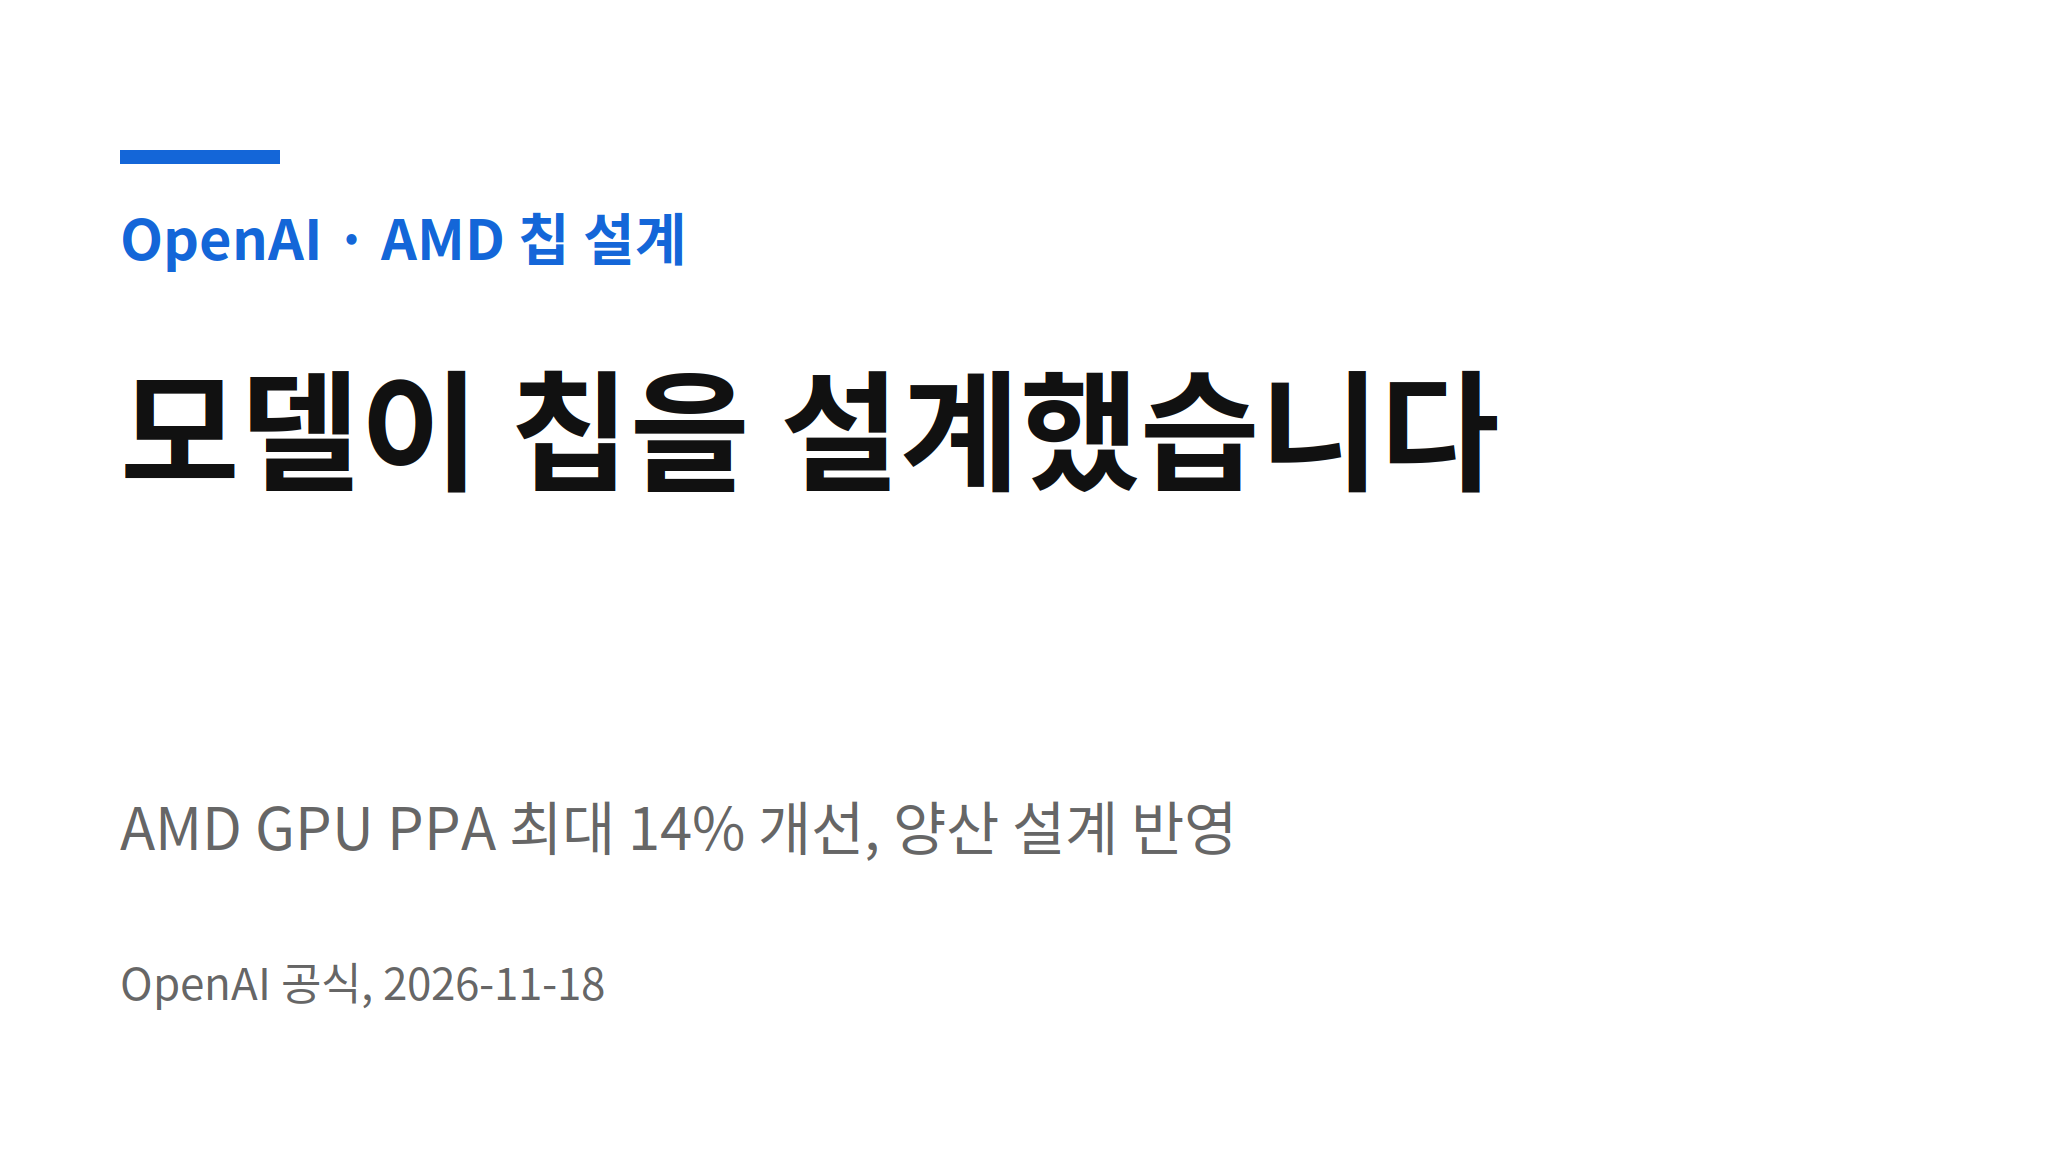 OpenAI · AMD 칩 설계
모델이 칩을 설계했습니다
AMD GPU PPA 최대 14% 개선, 양산 설계 반영
OpenAI 공식, 2026-11-18